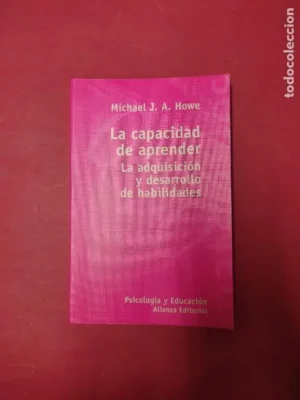 Michael J. A. Howe
La capacidad
de aprender
La adquisición
y desarrollo
de habilidades
Psicología y Educación
Alianza Editorial
todocoleccion